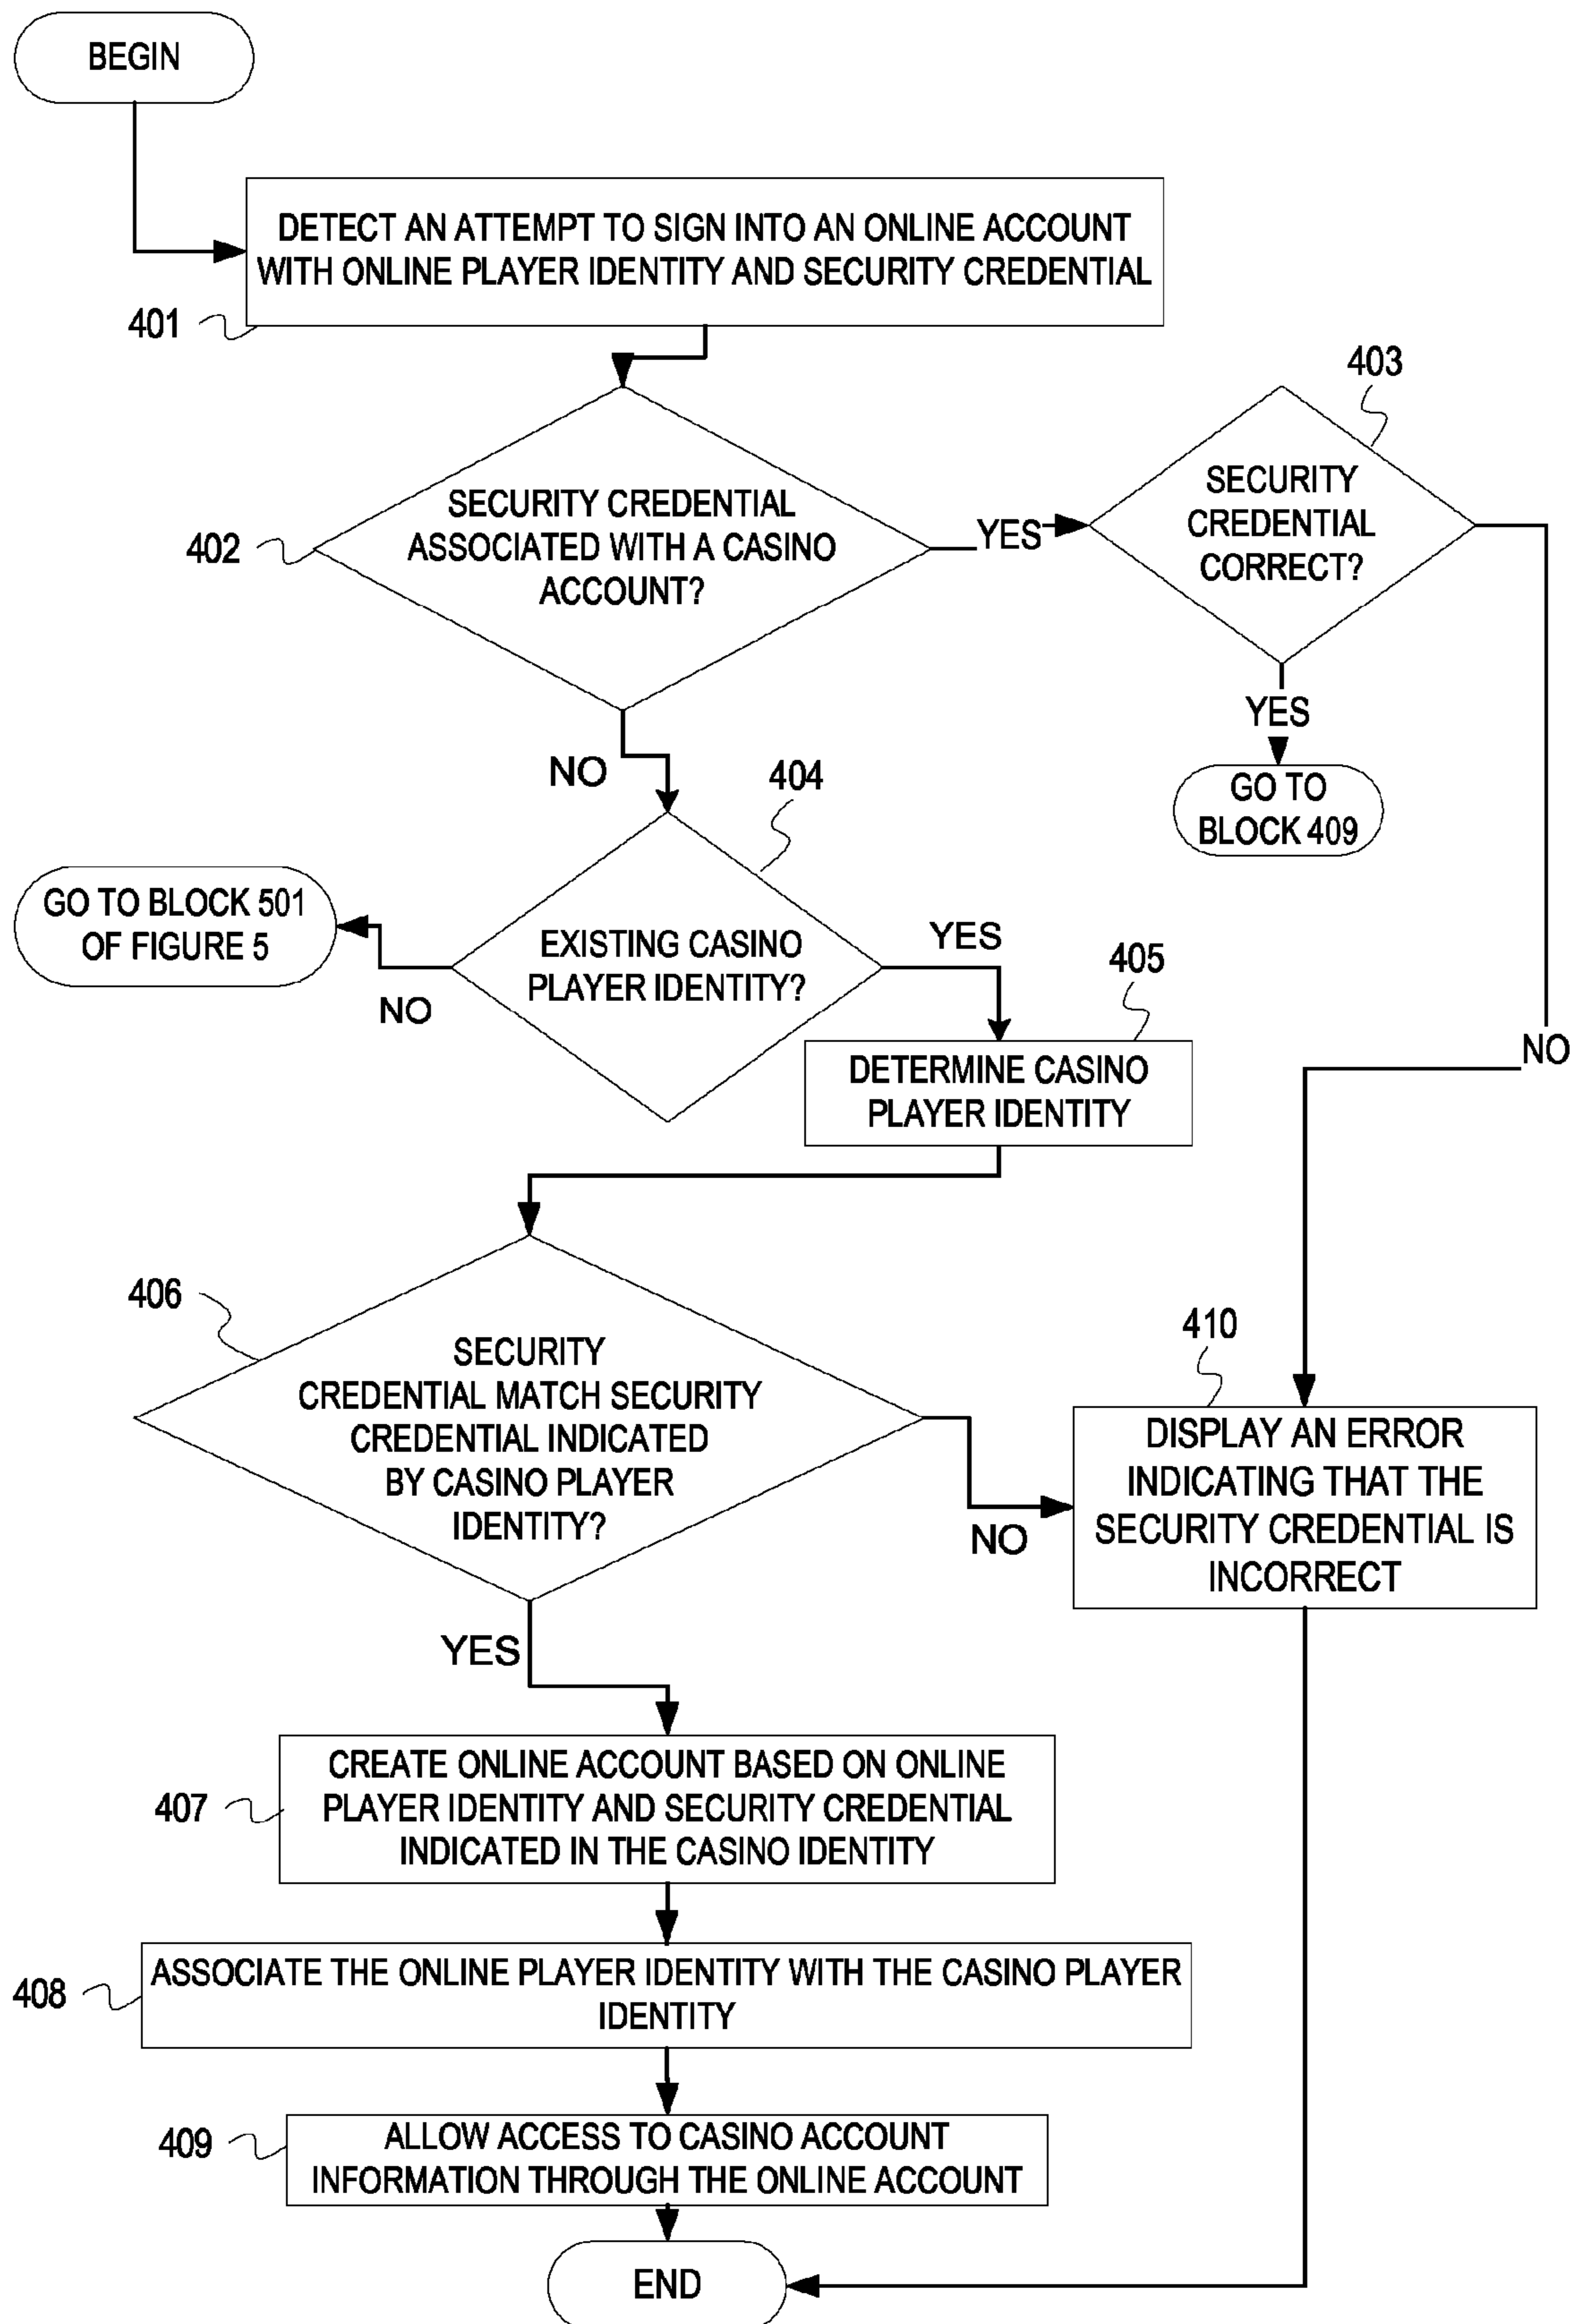 BEGIN
DETECT AN ATTEMPT TO SIGN INTO AN ONLINE ACCOUNT
WITH ONLINE PLAYER IDENTITY AND SECURITY CREDENTIAL
401
403
SECURITY CREDENTIAL
ASSOCIATED WITH A CASINO
ACCOUNT?
402
YES
SECURITY
CREDENTIAL
CORRECT?
YES
GO TO
BLOCK 409
NO
NO
404
GO TO BLOCK 501
OF FIGURE 5
NO
EXISTING CASINO
PLAYER IDENTITY?
YES
405
DETERMINE CASINO
PLAYER IDENTITY
406
SECURITY
CREDENTIAL MATCH SECURITY
CREDENTIAL INDICATED
BY CASINO PLAYER
IDENTITY?
NO
410
DISPLAY AN ERROR
INDICATING THAT THE
SECURITY CREDENTIAL IS
INCORRECT
YES
CREATE ONLINE ACCOUNT BASED ON ONLINE
PLAYER IDENTITY AND SECURITY CREDENTIAL
INDICATED IN THE CASINO IDENTITY
407
ASSOCIATE THE ONLINE PLAYER IDENTITY WITH THE CASINO PLAYER
IDENTITY
408
ALLOW ACCESS TO CASINO ACCOUNT
INFORMATION THROUGH THE ONLINE ACCOUNT
409
END